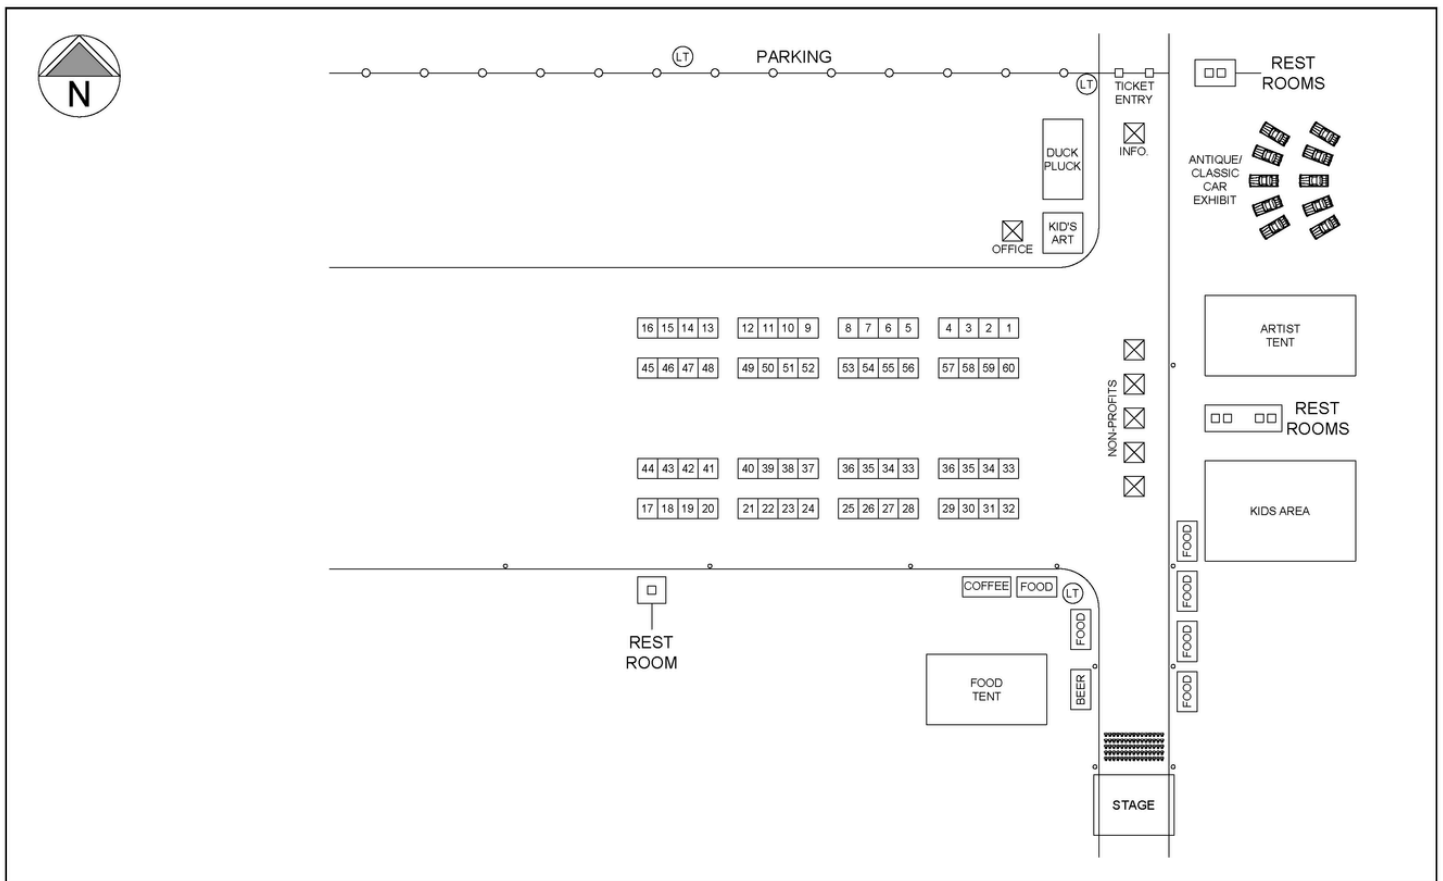 N
LT
PARKING
LT
TICKET
ENTRY
REST
ROOMS
INFO.
DUCK
PLUCK
ANTIQUE/
CLASSIC
CAR
EXHIBIT
OFFICE
KID'S
ART
16 15 14 13 12 11 10 9 8 7 6 5 4 3 2 1
45 46 47 48 49 50 51 52 53 54 55 56 57 58 59 60
ARTIST
TENT
NON-PROFITS
REST
ROOMS
44 43 42 41 40 39 38 37 36 35 34 33 36 35 34 33
17 18 19 20 21 22 23 24 25 26 27 28 29 30 31 32
KIDS AREA
FOOD
COFFEE
FOOD
LT
FOOD
REST
ROOM
FOOD
FOOD
FOOD
TENT
BEER
FOOD
STAGE